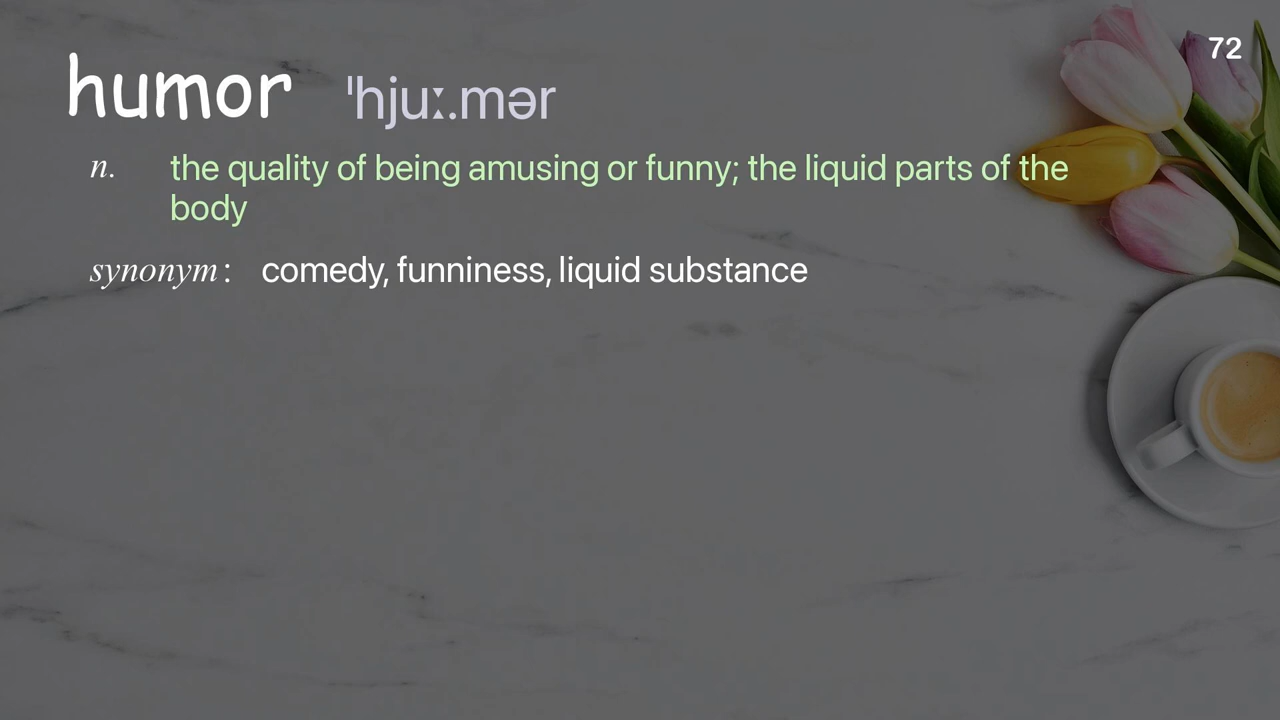 72
humor ˈhjuː.mər
n. the quality of being amusing or funny; the liquid parts of the
body
synonym: comedy, funniness, liquid substance